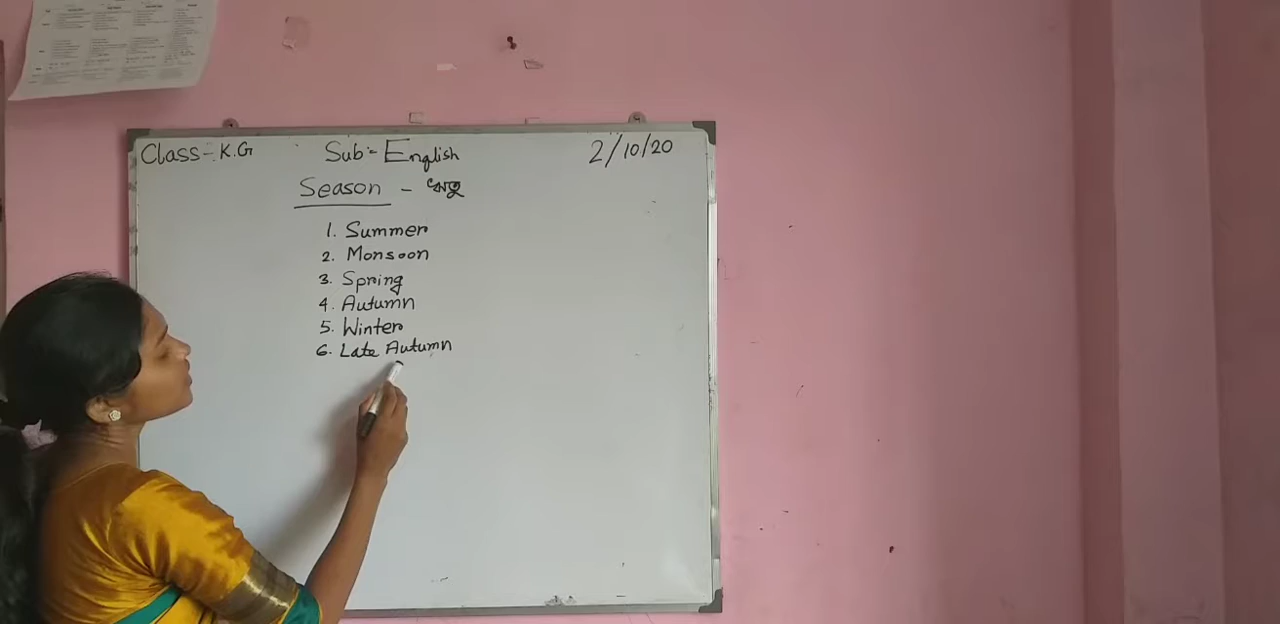 Class - K.G Sub:- English 2/10/20
Season - ঋতু
1. Summer
2. Monsoon
3. Spring
4. Autumn
5. Winter
6. Late Autumn